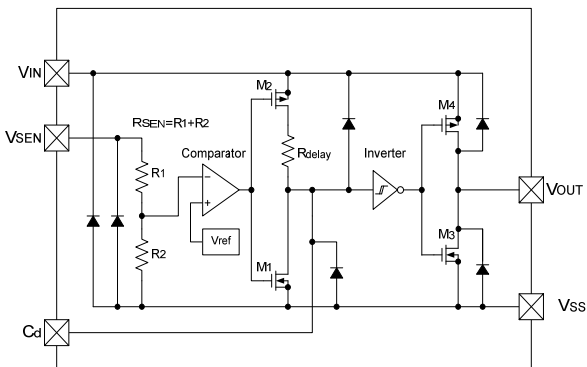 VIN
M2
M4
VSEN
RSEN=R1+R2
Comparator
Rdelay
Inverter
R1
VOUT
Vref
R2
M1
M3
VSS
Cd